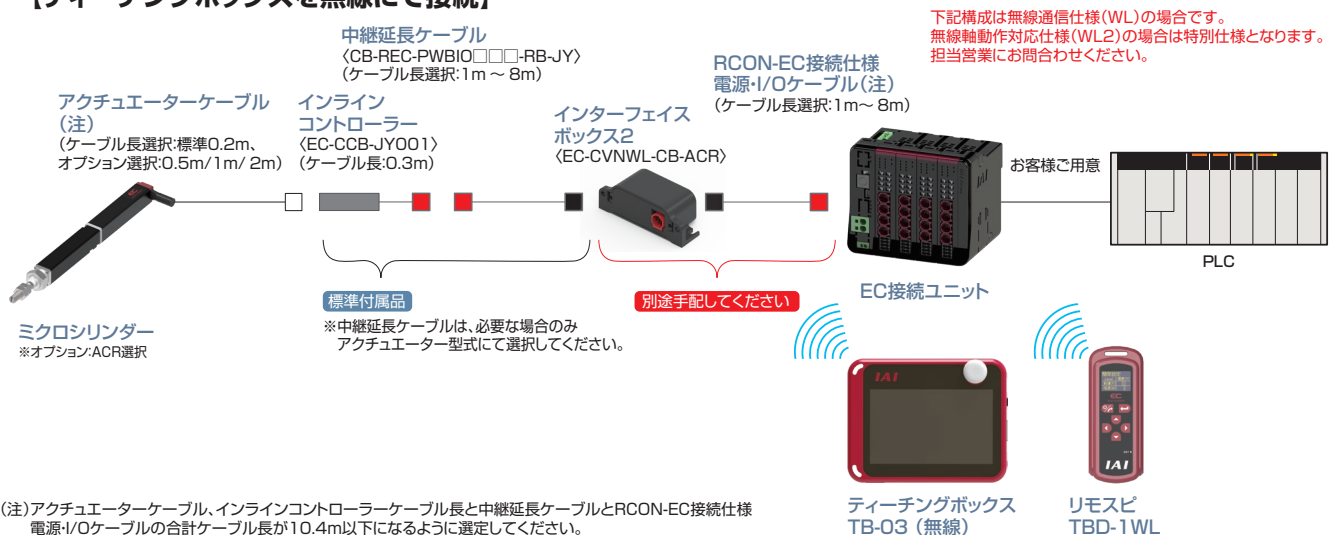 【ティーチングボックスを無線にて接続】
下記構成は無線通信仕様(WL)の場合です。
無線軸動作対応仕様(WL2)の場合は特別仕様となります。
担当営業にお問合わせください。
中継延長ケーブル
〈CB-REC-PWBIO□□□-RB-JY〉
(ケーブル長選択:1m ~ 8m)
RCON-EC接続仕様
電源・I/Oケーブル(注)
(ケーブル長選択:1m~ 8m)
アクチュエーターケーブル
(注)
(ケーブル長選択:標準0.2m、
オプション選択:0.5m/1m/ 2m)
インライン
コントローラー
〈EC-CCB-JY001〉
(ケーブル長:0.3m)
インターフェイス
ボックス2
〈EC-CVNWL-CB-ACR〉
お客様ご用意
PLC
EC接続ユニット
標準付属品
※中継延長ケーブルは、必要な場合のみ
アクチュエーター型式にて選択してください。
別途手配してください
ミクロシリンダー
※オプション:ACR選択
IAI
IAI
ティーチングボックス
TB-03 (無線)
リモスピ
TBD-1WL
(注)アクチュエーターケーブル、インラインコントローラーケーブル長と中継延長ケーブルとRCON-EC接続仕様
電源・I/Oケーブルの合計ケーブル長が10.4m以下になるように選定してください。